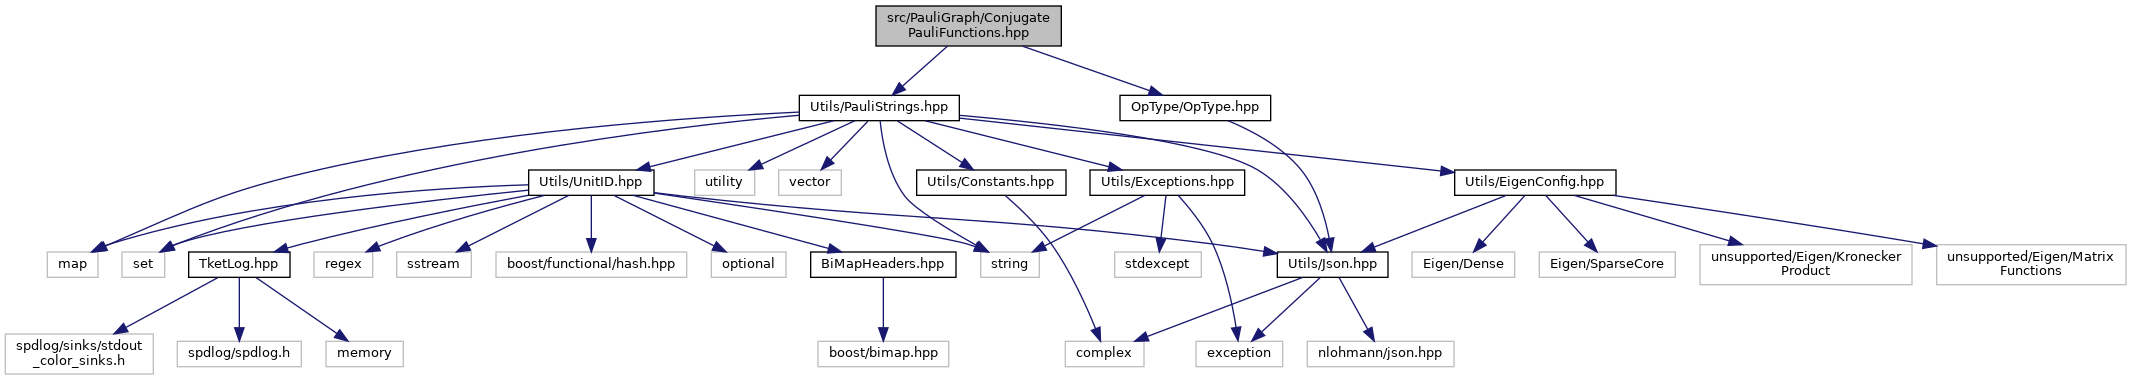 src/PauliGraph/Conjugate
PauliFunctions.hpp
Utils/PauliStrings.hpp
OpType/OpType.hpp
Utils/UnitID.hpp
utility
vector
Utils/Constants.hpp
Utils/Exceptions.hpp
Utils/EigenConfig.hpp
map
set
TketLog.hpp
regex
sstream
boost/functional/hash.hpp
optional
BiMapHeaders.hpp
string
stdexcept
Utils/Json.hpp
Eigen/Dense
Eigen/SparseCore
unsupported/Eigen/Kronecker
Product
unsupported/Eigen/Matrix
Functions
spdlog/sinks/stdout
_color_sinks.h
spdlog/spdlog.h
memory
boost/bimap.hpp
complex
exception
nlohmann/json.hpp